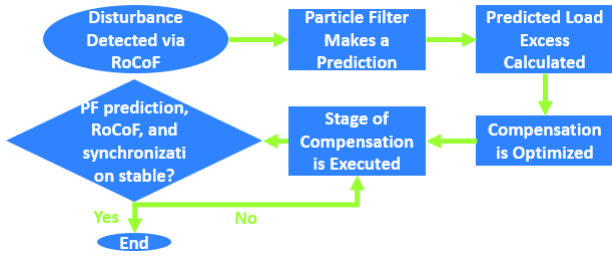 Disturbance
Detected via
RoCoF
Particle Filter
Makes a
Prediction
Predicted Load
Excess
Calculated
Compensation
is Optimized
Stage of
Compensation
is Executed
PF prediction,
RoCoF, and
synchronizati
on stable?
Yes
No
End